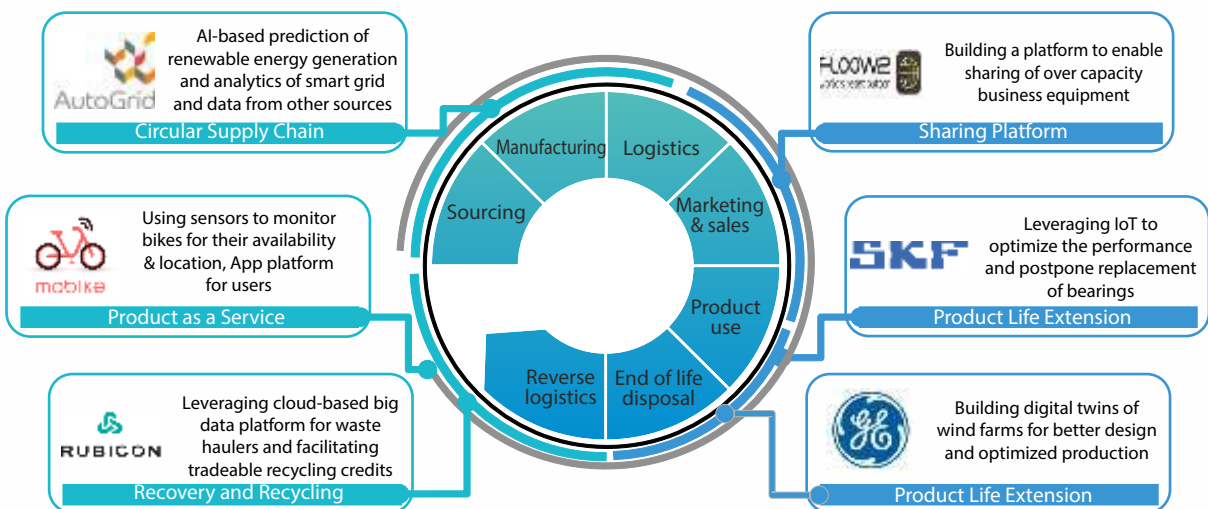 AI-based prediction of
renewable energy generation
and analytics of smart grid
and data from other sources
AutoGrid
Circular Supply Chain
Using sensors to monitor
bikes for their availability
& location, App platform
for users
mobike
Product as a Service
Leveraging cloud-based big
data platform for waste
haulers and facilitating
tradeable recycling credits
RUBICON
Recovery and Recycling
Manufacturing
Logistics
Sourcing
Marketing
& sales
Product
use
Reverse
logistics
End of life
disposal
FLOOW2
Building a platform to enable
sharing of over capacity
business equipment
Sharing Platform
SKF
Leveraging IoT to
optimize the performance
and postpone replacement
of bearings
Product Life Extension
GE
Building digital twins of
wind farms for better design
and optimized production
Product Life Extension